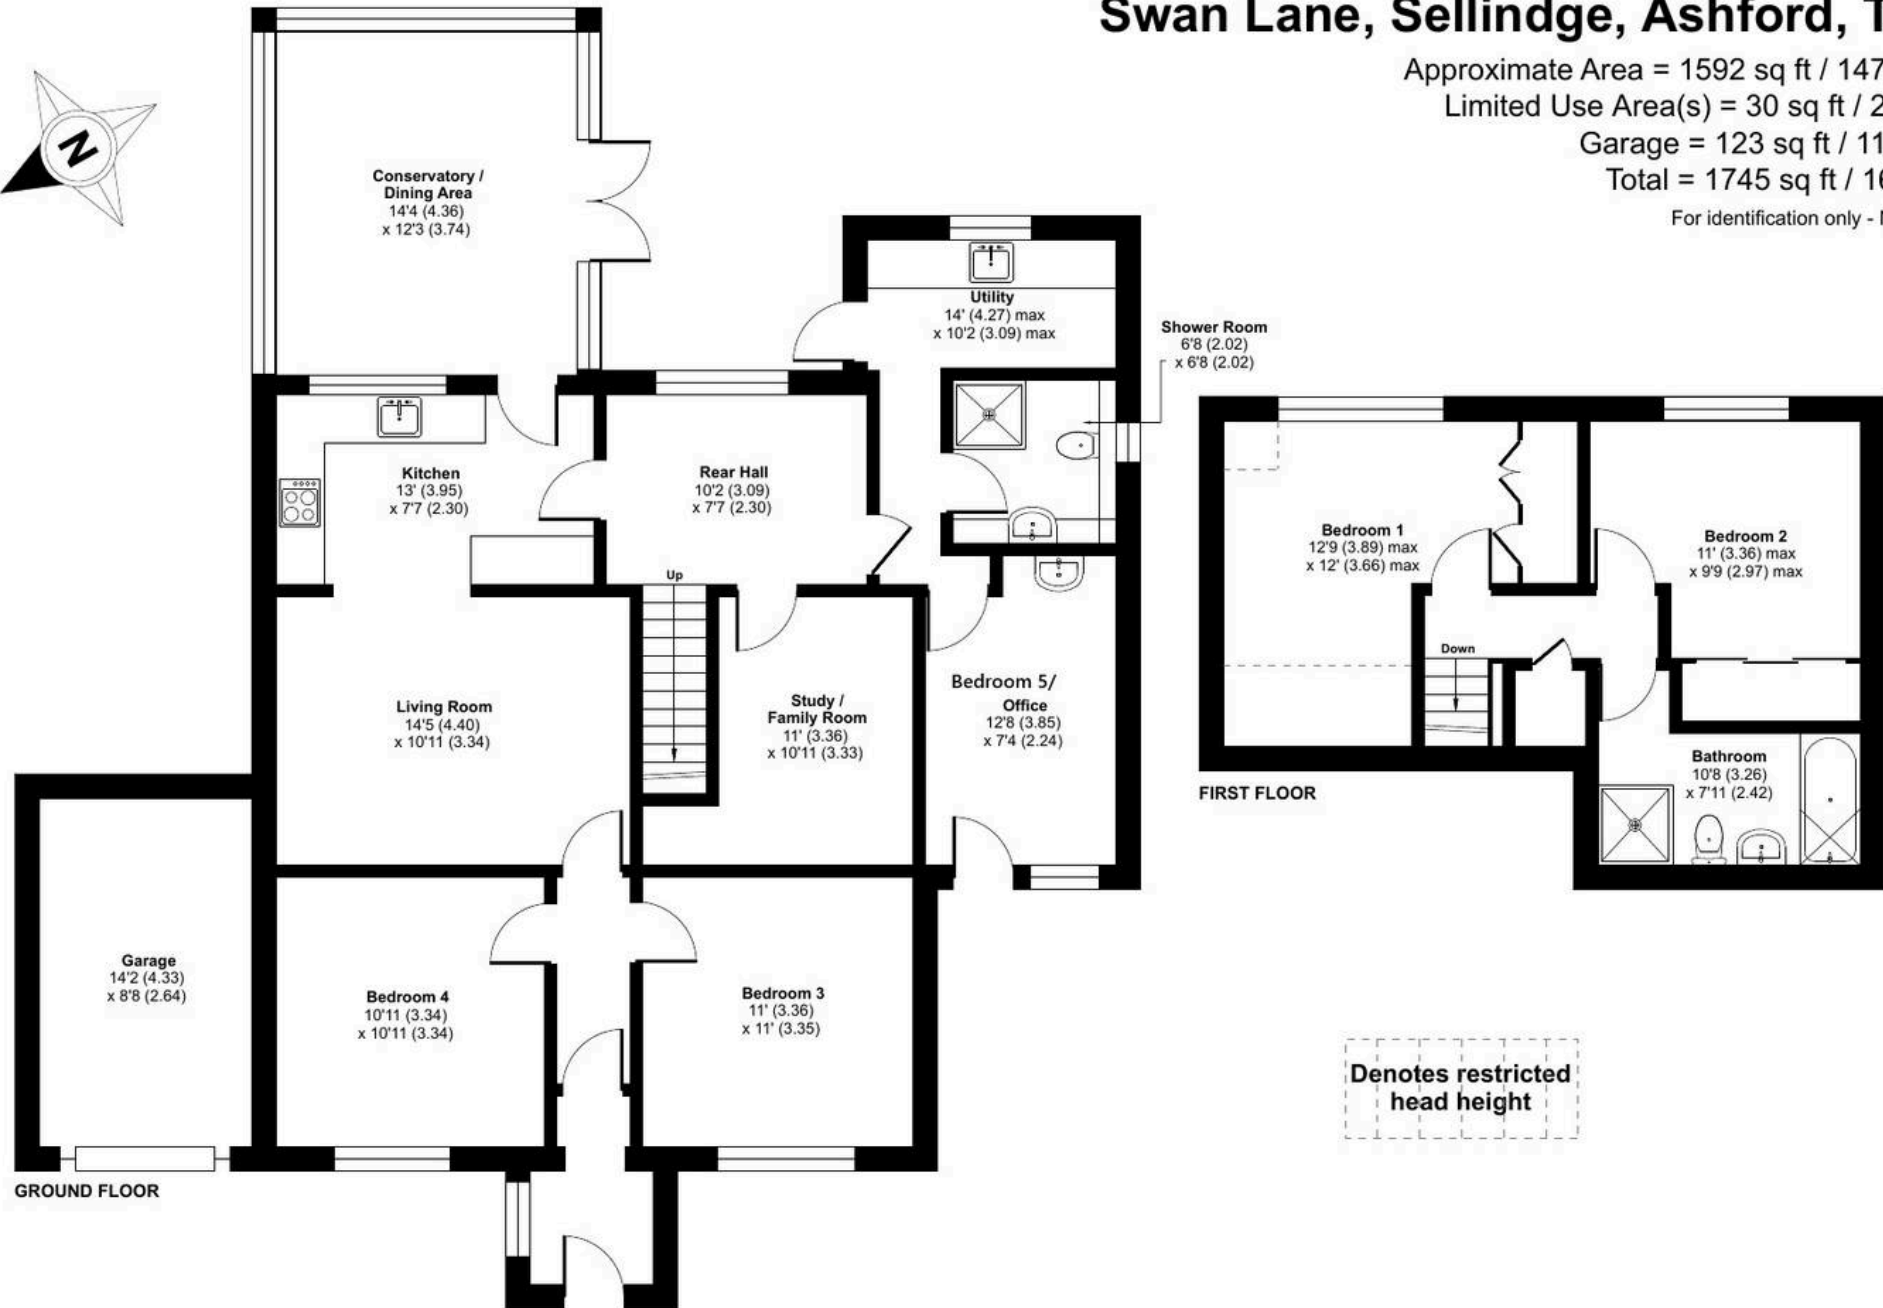 Swan Lane, Sellindge, Ashford,
Approximate Area = 1592 sq ft / 147
Limited Use Area(s) = 30 sq ft / 2
Garage = 123 sq ft / 11
Total = 1745 sq ft / 16
For identification only -
N
Conservatory /
Dining Area
14'4 (4.36)
x 12'3 (3.74)
Utility
14' (4.27) max
x 10'2 (3.09) max
Shower Room
6'8 (2.02)
x 6'8 (2.02)
Kitchen
13' (3.95)
x 7'7 (2.30)
Rear Hall
10'2 (3.09)
x 7'7 (2.30)
Up
Living Room
14'5 (4.40)
x 10'11 (3.34)
Study /
Family Room
11' (3.36)
x 10'11 (3.33)
Bedroom 5/
Office
12'8 (3.85)
x 7'4 (2.24)
Garage
14'2 (4.33)
x 8'8 (2.64)
Bedroom 4
10'11 (3.34)
x 10'11 (3.34)
Bedroom 3
11' (3.36)
x 11' (3.35)
GROUND FLOOR
Bedroom 1
12'9 (3.89) max
x 12' (3.66) max
Bedroom 2
11' (3.36) max
x 9'9 (2.97) max
Down
Bathroom
10'8 (3.26)
x 7'11 (2.42)
FIRST FLOOR
Denotes restricted
head height